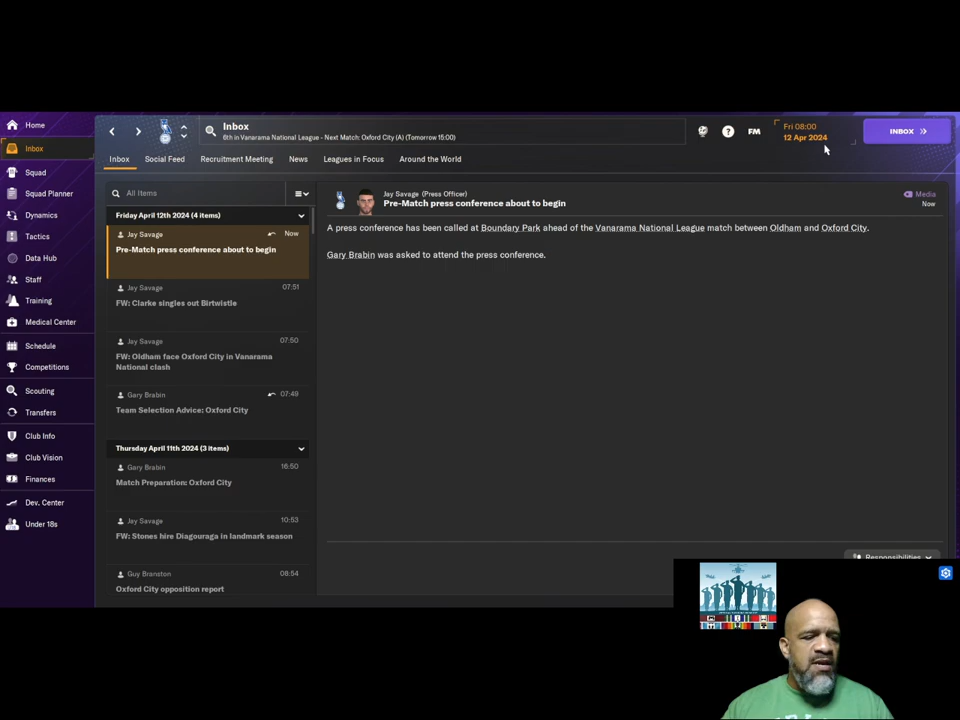 Home
Inbox
Squad
Squad Planner
Dynamics
Tactics
Data Hub
Staff
Training
Medical Center
Schedule
Competitions
Scouting
Transfers
Club Info
Club Vision
Finances
Dev. Center
Under 18s
Inbox
6th in Vanarama National League - Next Match: Oxford City (A) (Tomorrow 15:00)
FM
Fri 08:00
12 Apr 2024
INBOX
Inbox Social Feed Recruitment Meeting News Leagues in Focus Around the World
All Items
Friday April 12th 2024 (4 items)
Jay Savage Now
Pre-Match press conference about to begin
Jay Savage 07:51
FW: Clarke singles out Birtwistle
Jay Savage 07:50
FW: Oldham face Oxford City in Vanarama
National clash
Gary Brabin 07:49
Team Selection Advice: Oxford City
Thursday April 11th 2024 (3 items)
Gary Brabin 16:50
Match Preparation: Oxford City
Jay Savage 10:53
FW: Stones hire Diagouraga in landmark season
Guy Branston 08:54
Oxford City opposition report
Jay Savage (Press Officer)
Pre-Match press conference about to begin
Media
Now
A press conference has been called at Boundary Park ahead of the Vanarama National League match between Oldham and Oxford City.
Gary Brabin was asked to attend the press conference.
Responsibilities